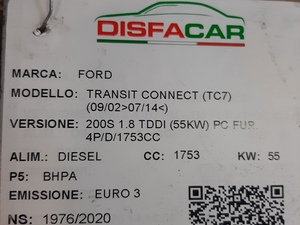 DISFACAR
MARCA: FORD
MODELLO: TRANSIT CONNECT (TC7)
(09/02>07/14<)
VERSIONE: 200S 1.8 TDDI (55KW) PC FUR.
4P/D/1753CC
ALIM.: DIESEL CC: 1753 KW: 55
P5: BHPA
EMISSIONE: EURO 3
NS: 1976/2020